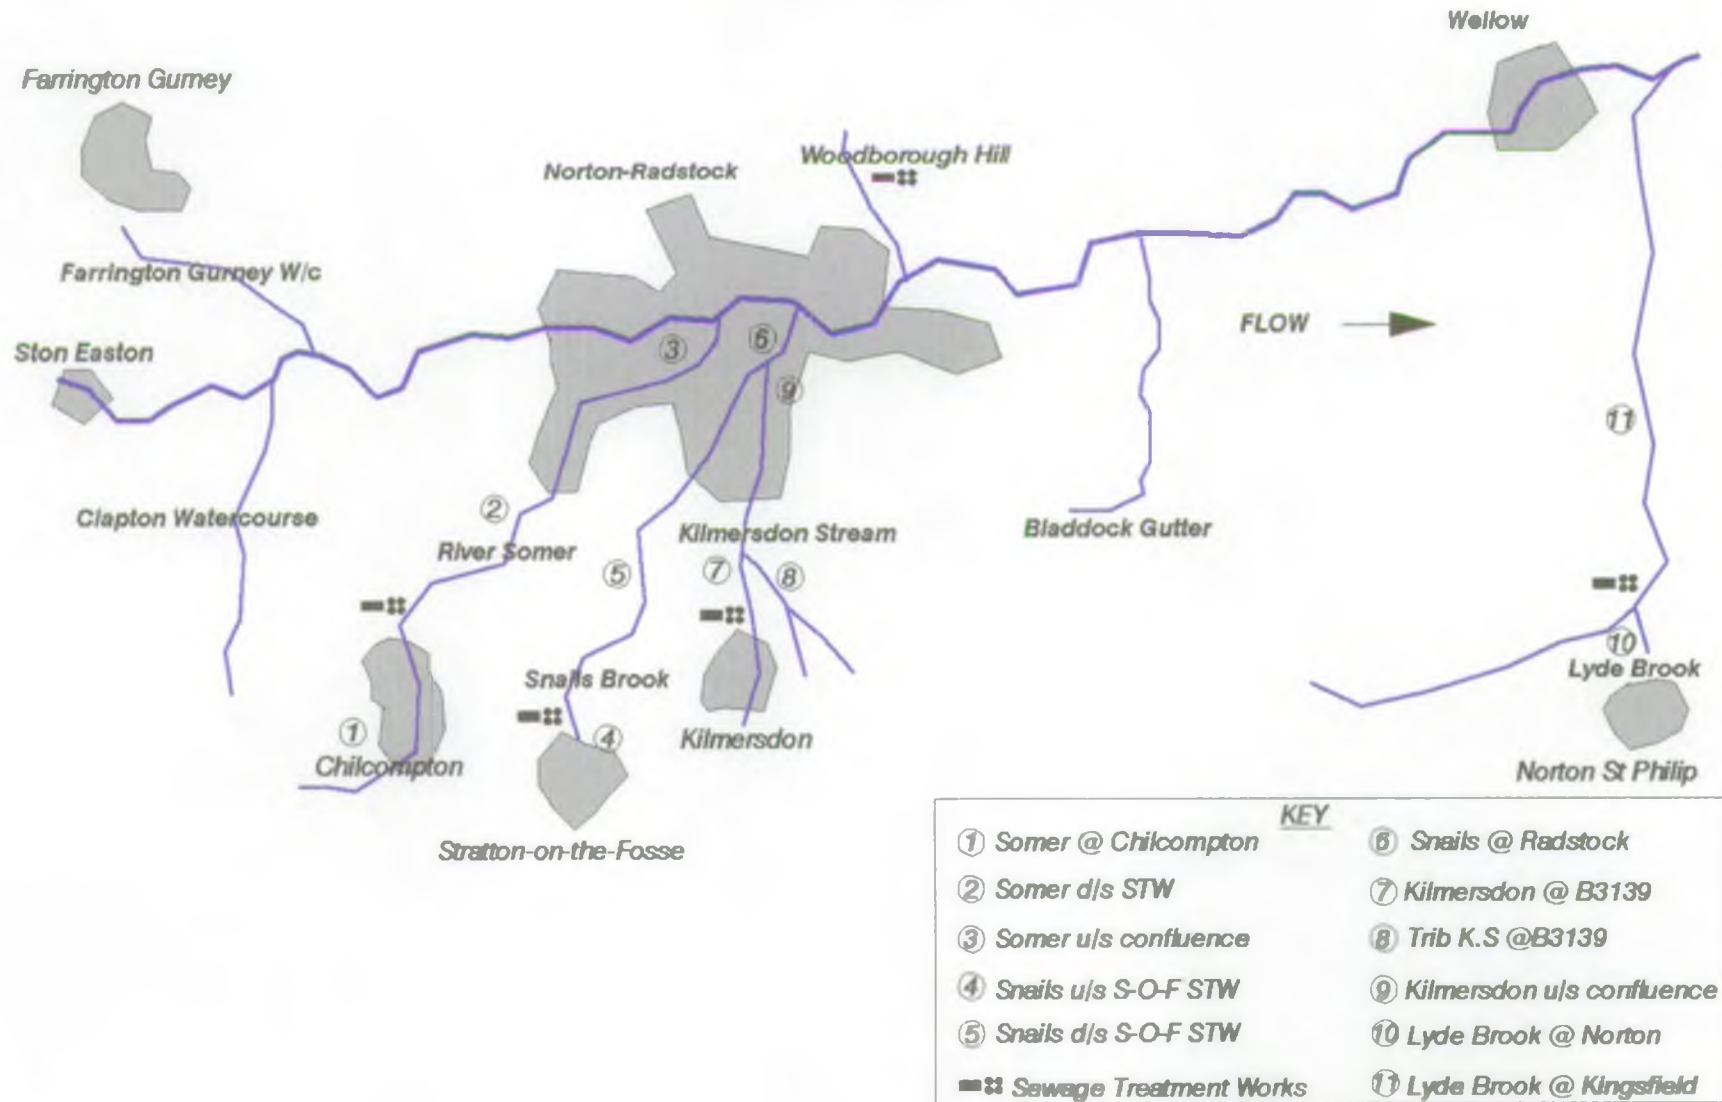 Wellow
Farrington Gurney
Woodborough Hill
Norton-Radstock
Farrington Gurney W/c
FLOW
Ston Easton
3
6
9
11
2
Clapton Watercourse
River Somer
Kilmersdon Stream
Bladdock Gutter
5
7
8
10
Snails Brook
Lyde Brook
1
4
Kilmersdon
Chilcompton
Norton St Philip
Stratton-on-the-Fosse
KEY
1 Somer @ Chilcompton
2 Somer d/s STW
3 Somer u/s confluence
4 Snails u/s S-O-F STW
5 Snails d/s S-O-F STW
Sewage Treatment Works
6 Snails @ Radstock
7 Kilmersdon @ B3139
8 Trib K.S @B3139
9 Kilmersdon u/s confluence
10 Lyde Brook @ Norton
11 Lyde Brook @ Kingsfield